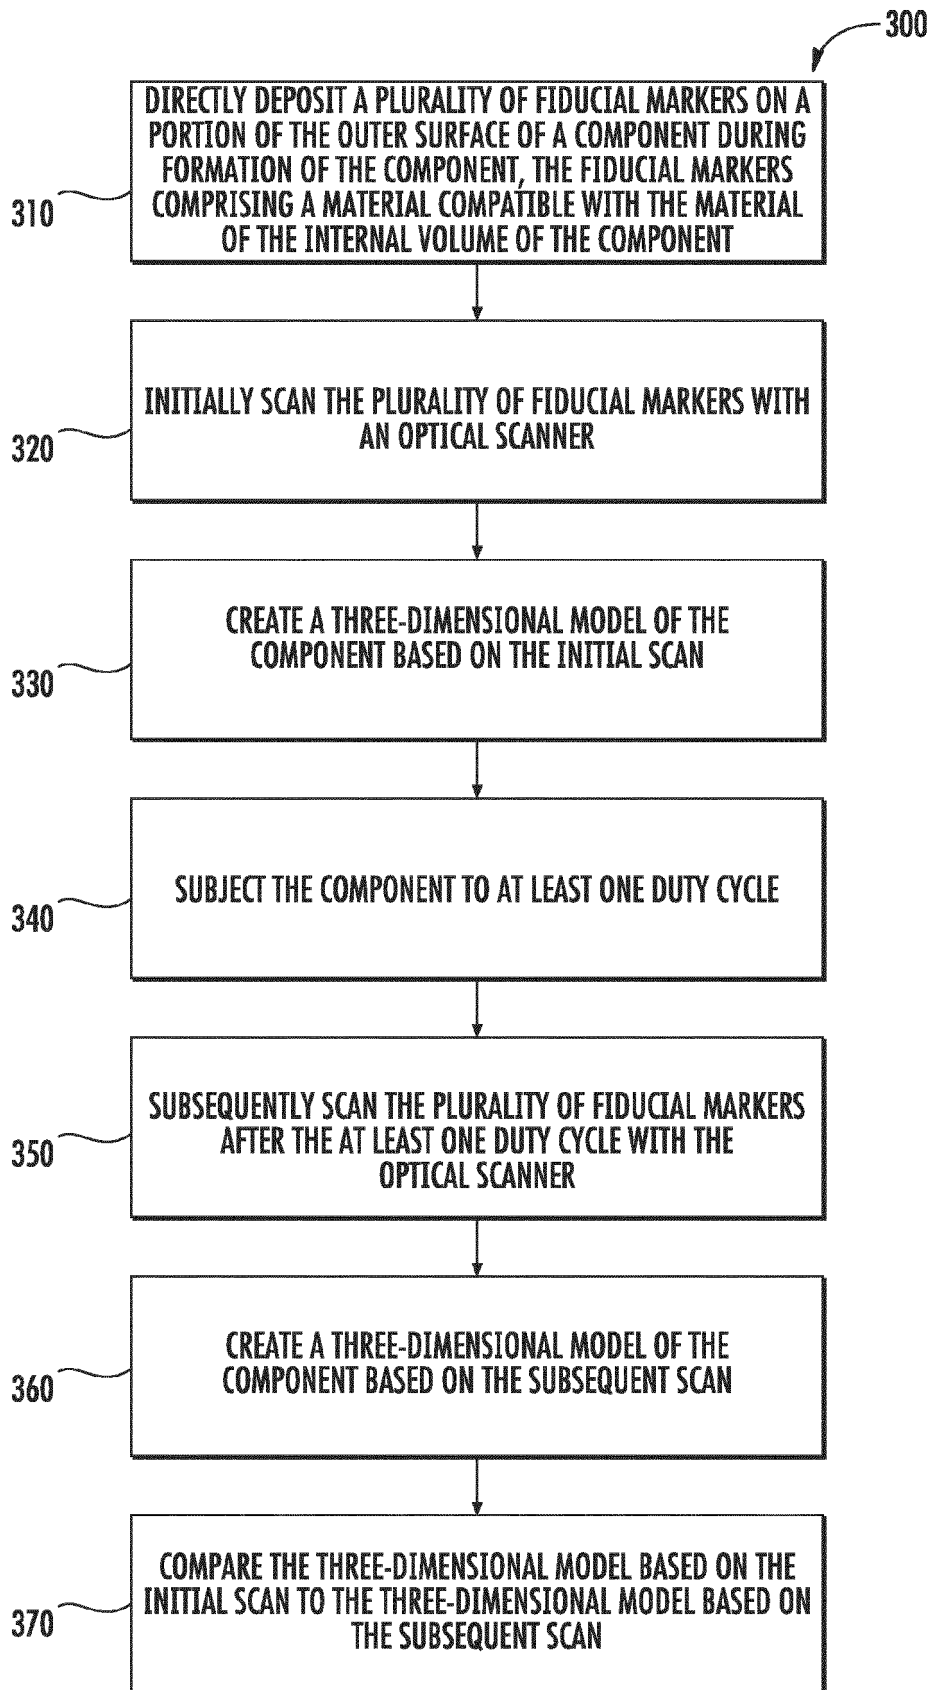 300
DIRECTLY DEPOSIT A PLURALITY OF FIDUCIAL MARKERS ON A
PORTION OF THE OUTER SURFACE OF A COMPONENT DURING
FORMATION OF THE COMPONENT, THE FIDUCIAL MARKERS
COMPRISING A MATERIAL COMPATIBLE WITH THE MATERIAL
OF THE INTERNAL VOLUME OF THE COMPONENT
310
INITIALLY SCAN THE PLURALITY OF FIDUCIAL MARKERS WITH
AN OPTICAL SCANNER
320
CREATE A THREE-DIMENSIONAL MODEL OF THE
COMPONENT BASED ON THE INITIAL SCAN
330
SUBJECT THE COMPONENT TO AT LEAST ONE DUTY CYCLE
340
SUBSEQUENTLY SCAN THE PLURALITY OF FIDUCIAL MARKERS
AFTER THE AT LEAST ONE DUTY CYCLE WITH THE
OPTICAL SCANNER
350
CREATE A THREE-DIMENSIONAL MODEL OF THE
COMPONENT BASED ON THE SUBSEQUENT SCAN
360
COMPARE THE THREE-DIMENSIONAL MODEL BASED ON THE
INITIAL SCAN TO THE THREE-DIMENSIONAL MODEL BASED ON
THE SUBSEQUENT SCAN
370